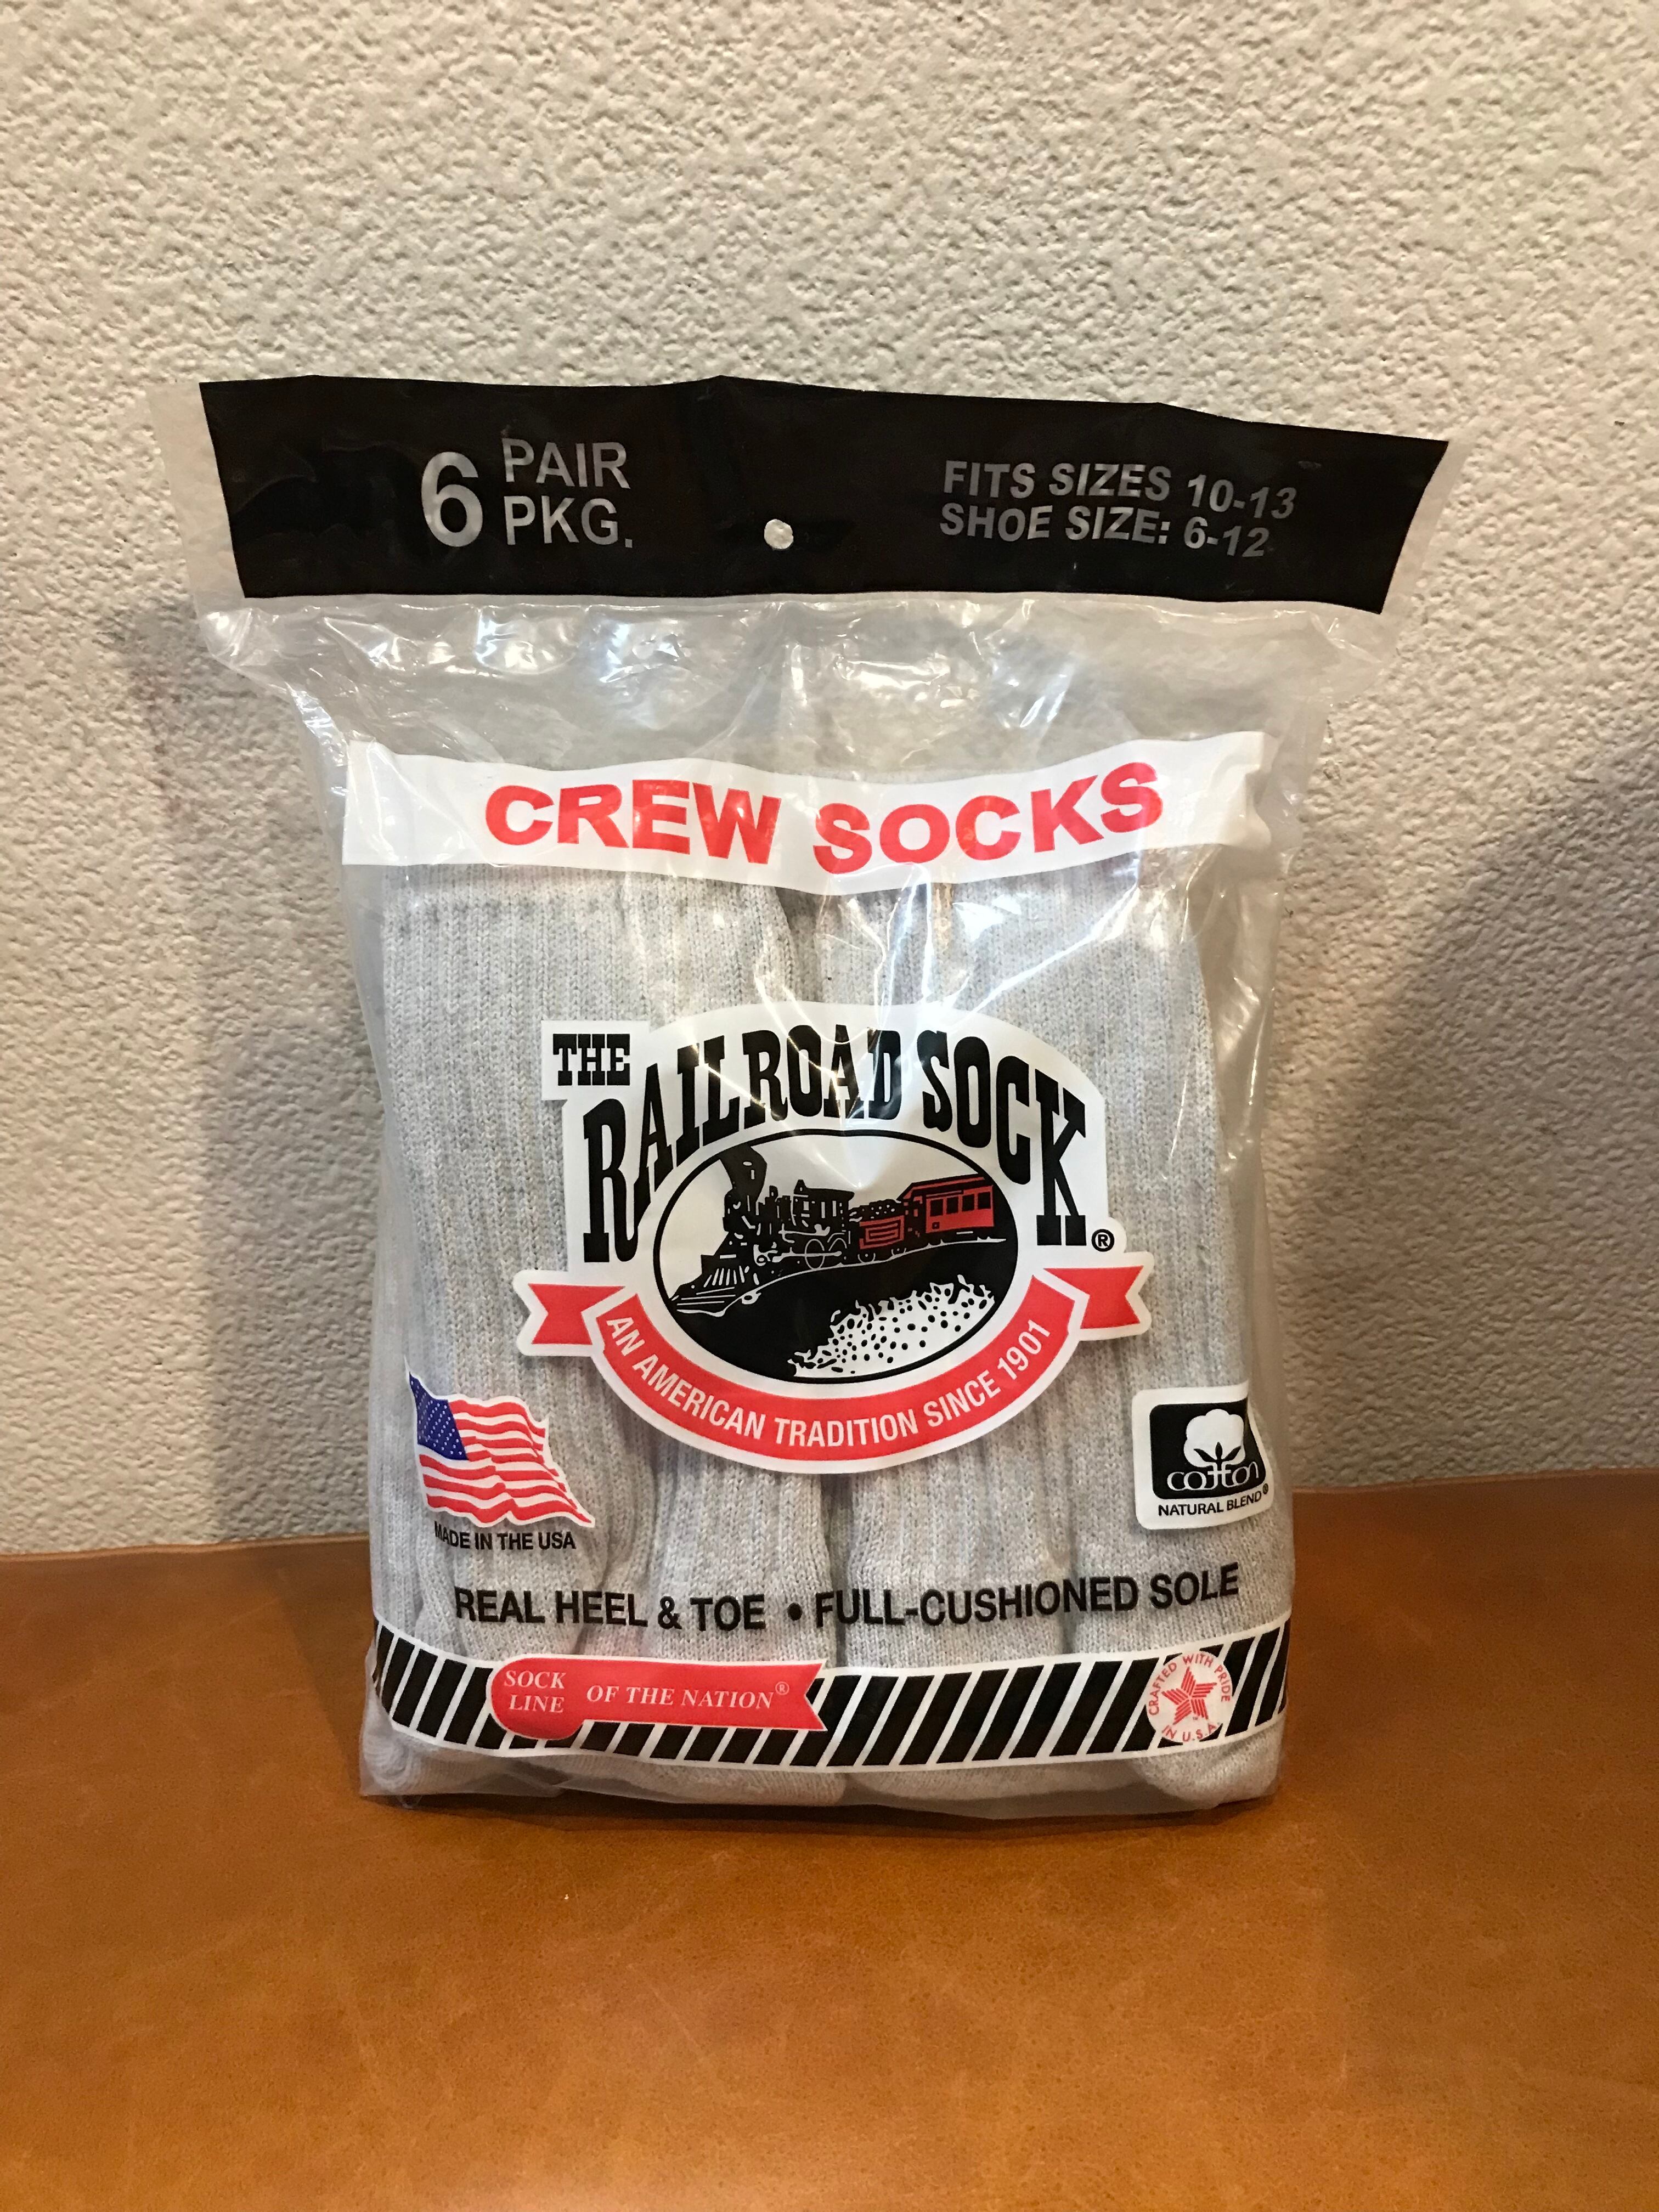 6 PAIR
PKG.
FITS SIZES 10-13
SHOE SIZE: 6-12
CREW SOCKS
THE
RAILROAD SOCK®
AN AMERICAN TRADITION SINCE 1901
MADE IN THE USA
cotton
NATURAL BLEND®
REAL HEEL & TOE • FULL-CUSHIONED SOLE
SOCK
LINE
OF THE NATION®
CRAFTED WITH PRIDE
IN U.S.A